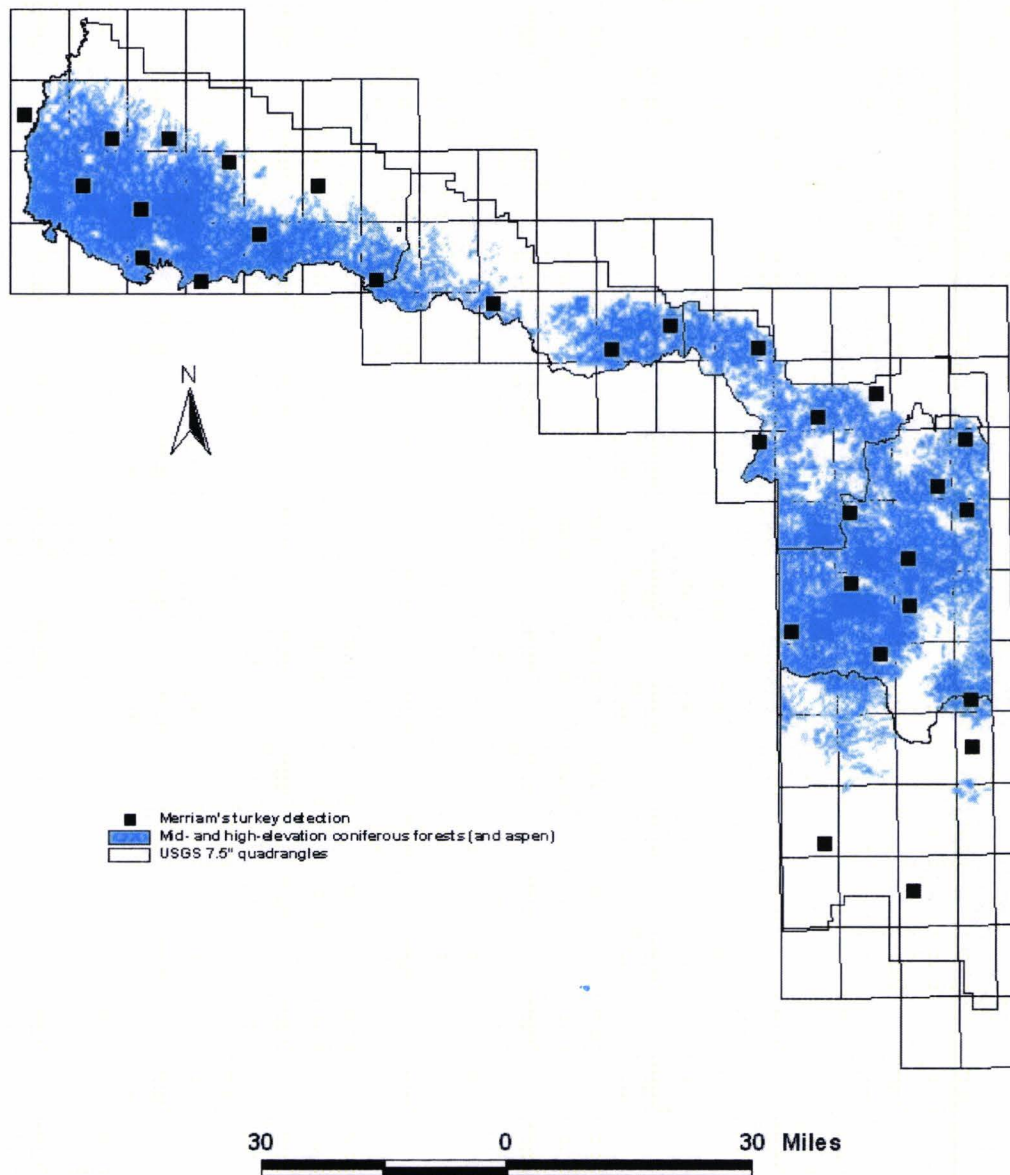 N
Merriam's turkey detection
Mid- and high-elevation coniferous forests (and aspen)
USGS 7.5" quadrangles
30 0 30 Miles